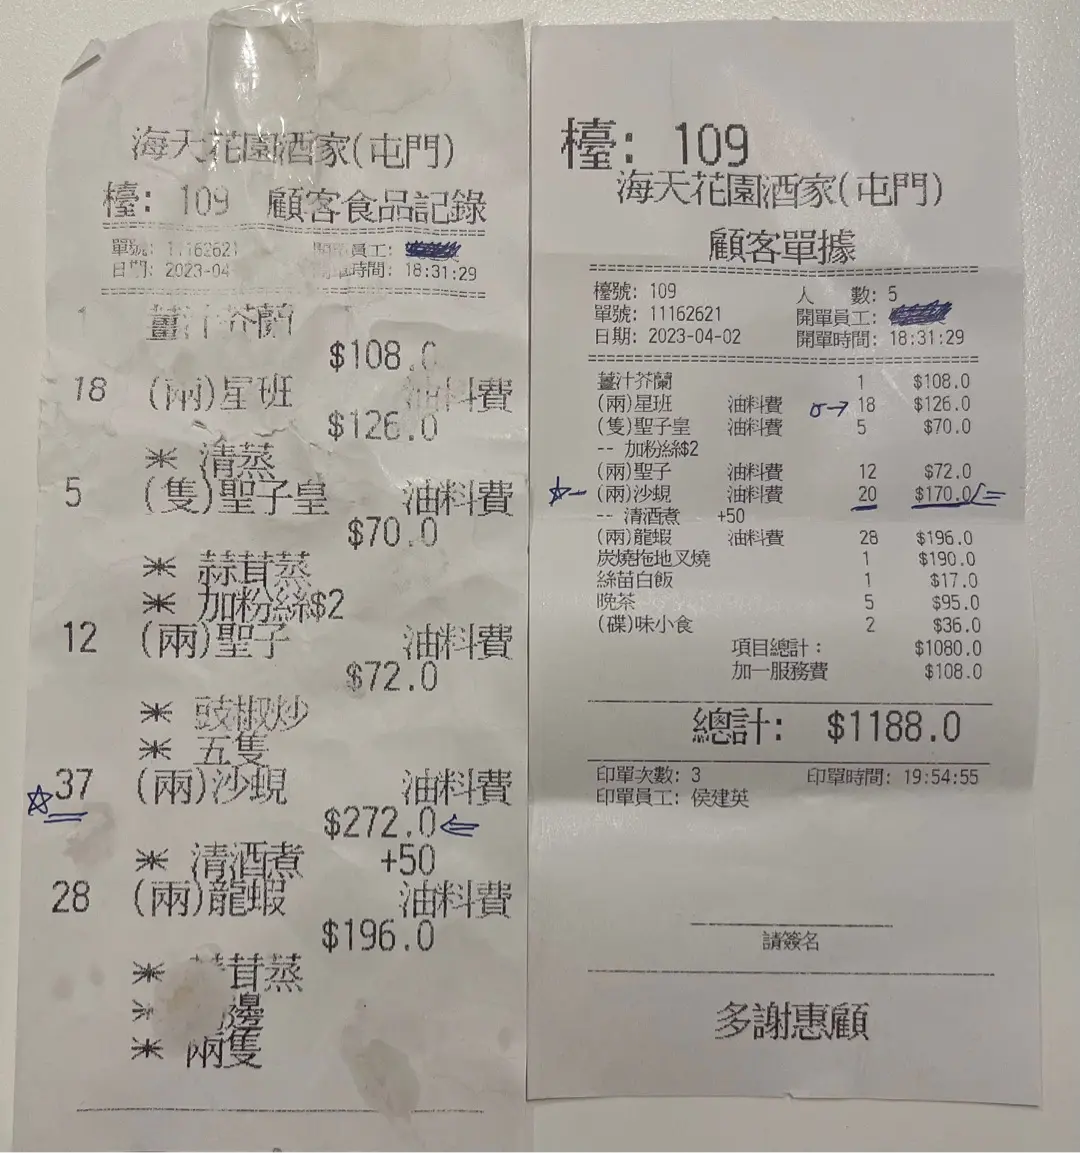 海天花園酒家(屯門)
檯: 109 顧客食品記錄
單號: 11162621 開單員工:
日期: 2023-04 開單時間: 18:31:29
1 薑汁芥蘭
$108.0
18 (兩)星班 油料費
$126.0
* 清蒸
5 (隻)聖子皇 油料費
$70.0
* 蒜茸蒸
* 加粉絲$2
12 (兩)聖子 油料費
$72.0
* 豉椒炒
* 五隻
☆37 (兩)沙蜆 油料費
$272.0⇐
* 清酒煮 +50
28 (兩)龍蝦 油料費
$196.0
* 茸蒸
* 邊
* 兩隻
檯: 109
海天花園酒家(屯門)
顧客單據
檯號: 109 人 數: 5
單號: 11162621 開單員工:
日期: 2023-04-02 開單時間: 18:31:29
薑汁芥蘭 1 $108.0
(兩)星班 油料費 → 18 $126.0
(隻)聖子皇 油料費 5 $70.0
-- 加粉絲$2
(兩)聖子 油料費 12 $72.0
☆ (兩)沙蜆 油料費 20 $170.0⇐
-- 清酒煮 +50
(兩)龍蝦 油料費 28 $196.0
炭燒拖地叉燒 1 $190.0
絲苗白飯 1 $17.0
晚茶 5 $95.0
(碟)味小食 2 $36.0
項目總計: $1080.0
加一服務費 $108.0
總計: $1188.0
印單次數: 3 印單時間: 19:54:55
印單員工: 侯建英
請簽名
多謝惠顧